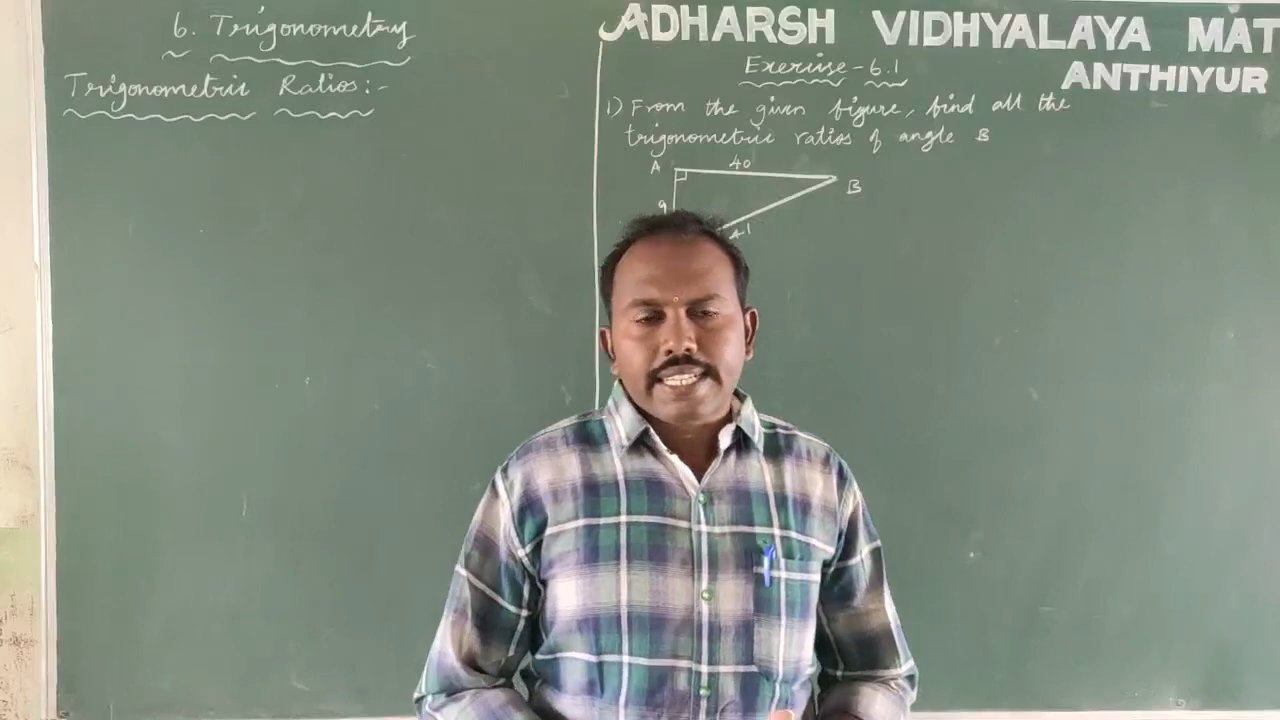 6. Trigonometry
Trigonometric Ratios:-
ADHARSH VIDHYALAYA MAT
ANTHIYUR
Exercise - 6.1
1) From the given figure, find all the
trigonometric ratios of angle B
A 40 B
9
41